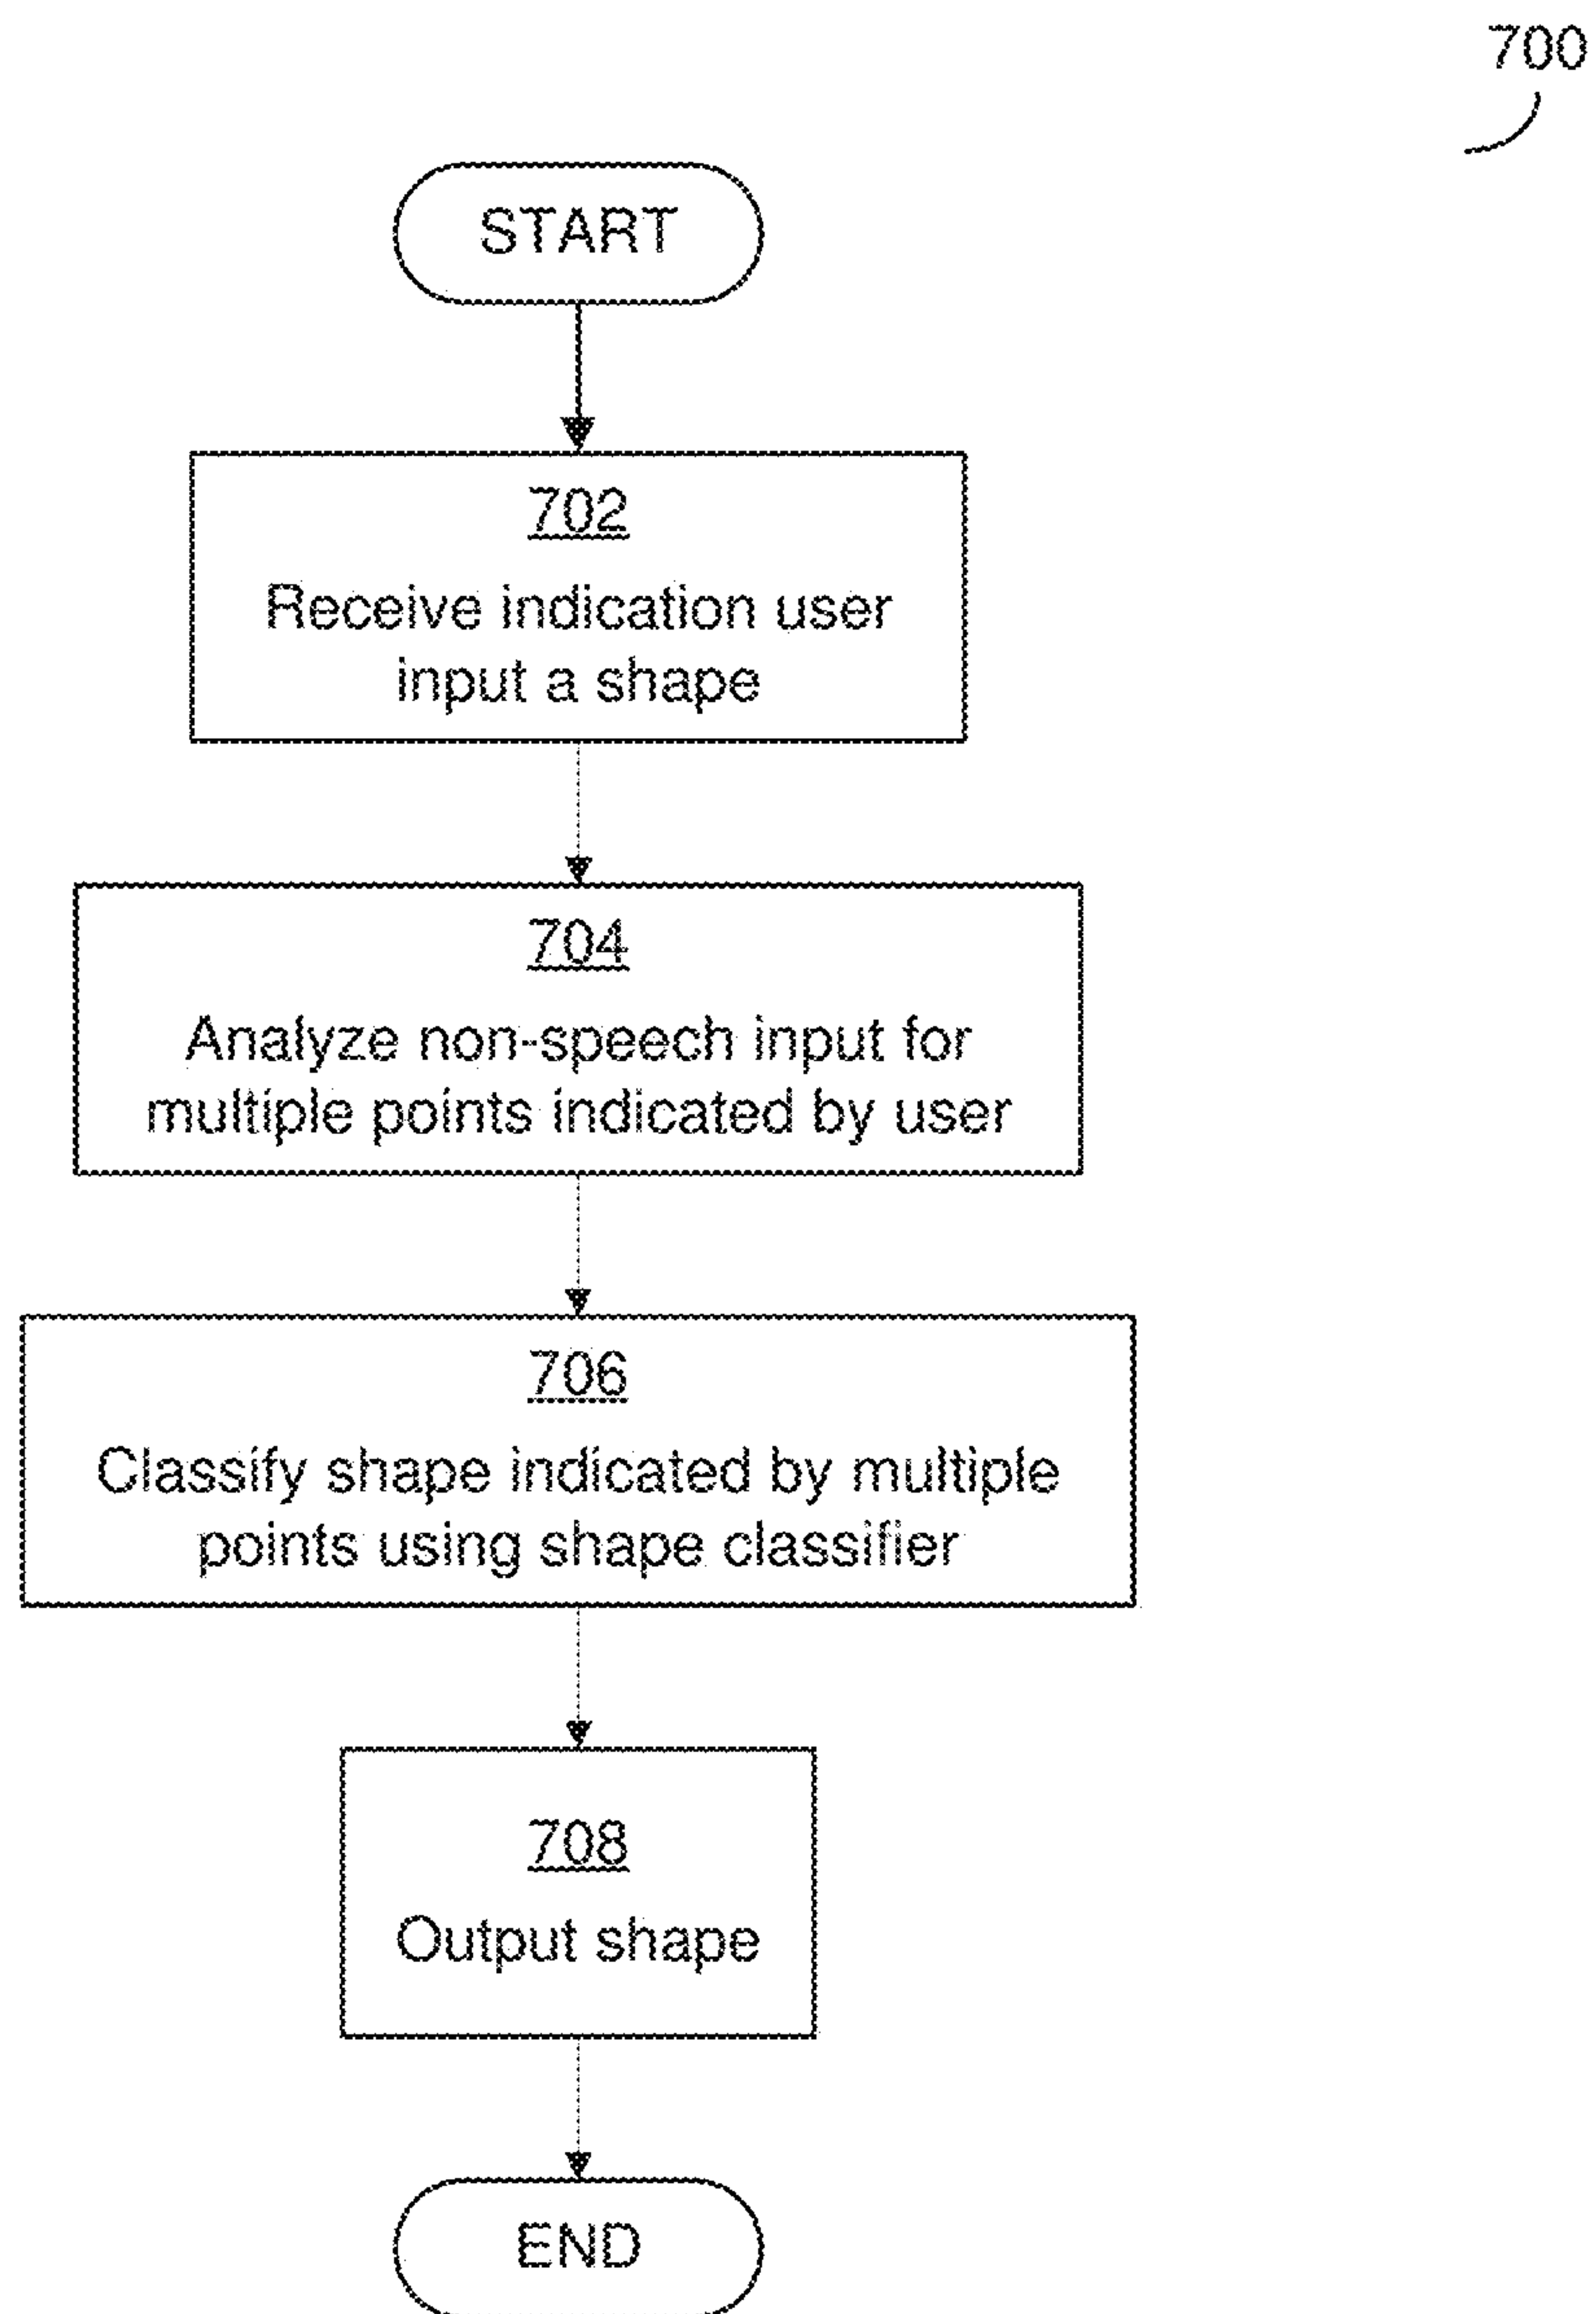 700
START
702
Receive indication user
input a shape
704
Analyze non-speech input for
multiple points indicated by user
706
Classify shape indicated by multiple
points using shape classifier
708
Output shape
END